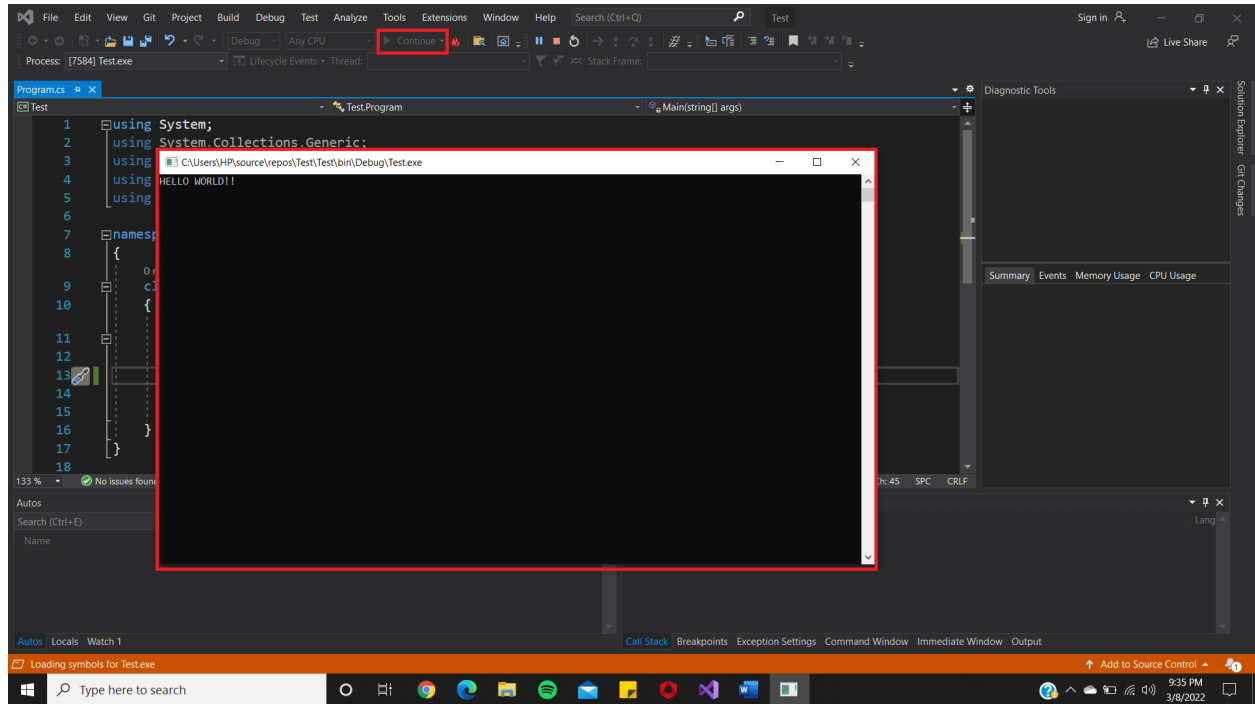 File Edit View Git Project Build Debug Test Analyze Tools Extensions Window Help Search (Ctrl+Q) Test Sign in
Debug Any CPU Continue Live Share
Process: [7584] Test.exe Lifecycle Events Thread: Stack Frame:
Program.cs Diagnostic Tools
Test Test.Program Main(string[] args)
Solution Explorer
Git Changes
1 using System;
2 using System.Collections.Generic;
3 using
4 using
5 using
6
7 namesp
8 {
0 r
9 cl
10 {
11
12
13
14
15
16 }
17 }
18
C:\Users\HP\source\repos\Test\Test\bin\Debug\Test.exe
HELLO WORLD!!
Summary Events Memory Usage CPU Usage
133 % No issues foun Ch: 45 SPC CRLF
Autos
Search (Ctrl+E) Lang
Name
Autos Locals Watch 1 Call Stack Breakpoints Exception Settings Command Window Immediate Window Output
Loading symbols for Test.exe Add to Source Control 1
Type here to search 9:35 PM
3/8/2022